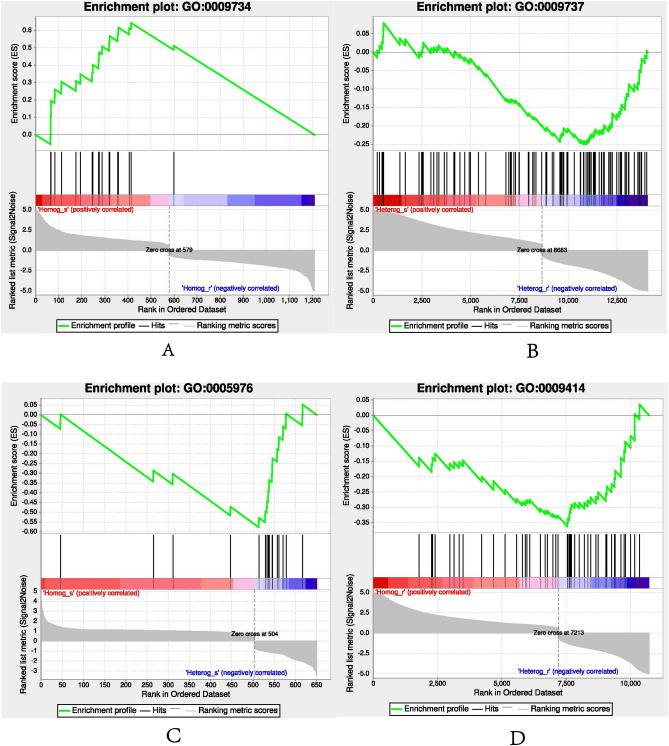 Enrichment plot: GO:0009734
Enrichment score (ES)
0.6
0.5
0.4
0.3
0.2
0.1
0.0
Ranked list metric (Signal2Noise)
5.0
2.5
0.0
-2.5
-5.0
'Homog_s' (positively correlated)
Zero cross at 579
'Homog_r' (negatively correlated)
0 100 200 300 400 500 600 700 800 900 1,000 1,100 1,200
Rank in Ordered Dataset
Enrichment profile Hits Ranking metric scores
A
Enrichment plot: GO:0009737
Enrichment score (ES)
0.05
0.00
-0.05
-0.10
-0.15
-0.20
-0.25
Ranked list metric (Signal2Noise)
5.0
2.5
0.0
-2.5
-5.0
'Heterog_s' (positively correlated)
Zero cross at 8683
'Heterog_r' (negatively correlated)
0 2,500 5,000 7,500 10,000 12,500
Rank in Ordered Dataset
Enrichment profile Hits Ranking metric scores
B
Enrichment plot: GO:0005976
Enrichment score (ES)
0.05
0.00
-0.05
-0.10
-0.15
-0.20
-0.25
-0.30
-0.35
-0.40
-0.45
-0.50
-0.55
-0.60
Ranked list metric (Signal2Noise)
5
4
3
2
1
0
-1
-2
-3
'Homog_s' (positively correlated)
Zero cross at 504
'Heterog_s' (negatively correlated)
0 50 100 150 200 250 300 350 400 450 500 550 600 650
Rank in Ordered Dataset
Enrichment profile Hits Ranking metric scores
C
Enrichment plot: GO:0009414
Enrichment score (ES)
0.05
0.00
-0.05
-0.10
-0.15
-0.20
-0.25
-0.30
-0.35
Ranked list metric (Signal2Noise)
5.0
2.5
0.0
-2.5
-5.0
'Homog_r' (positively correlated)
Zero cross at 7213
'Heterog_r' (negatively correlated)
0 2,500 5,000 7,500 10,000
Rank in Ordered Dataset
Enrichment profile Hits Ranking metric scores
D